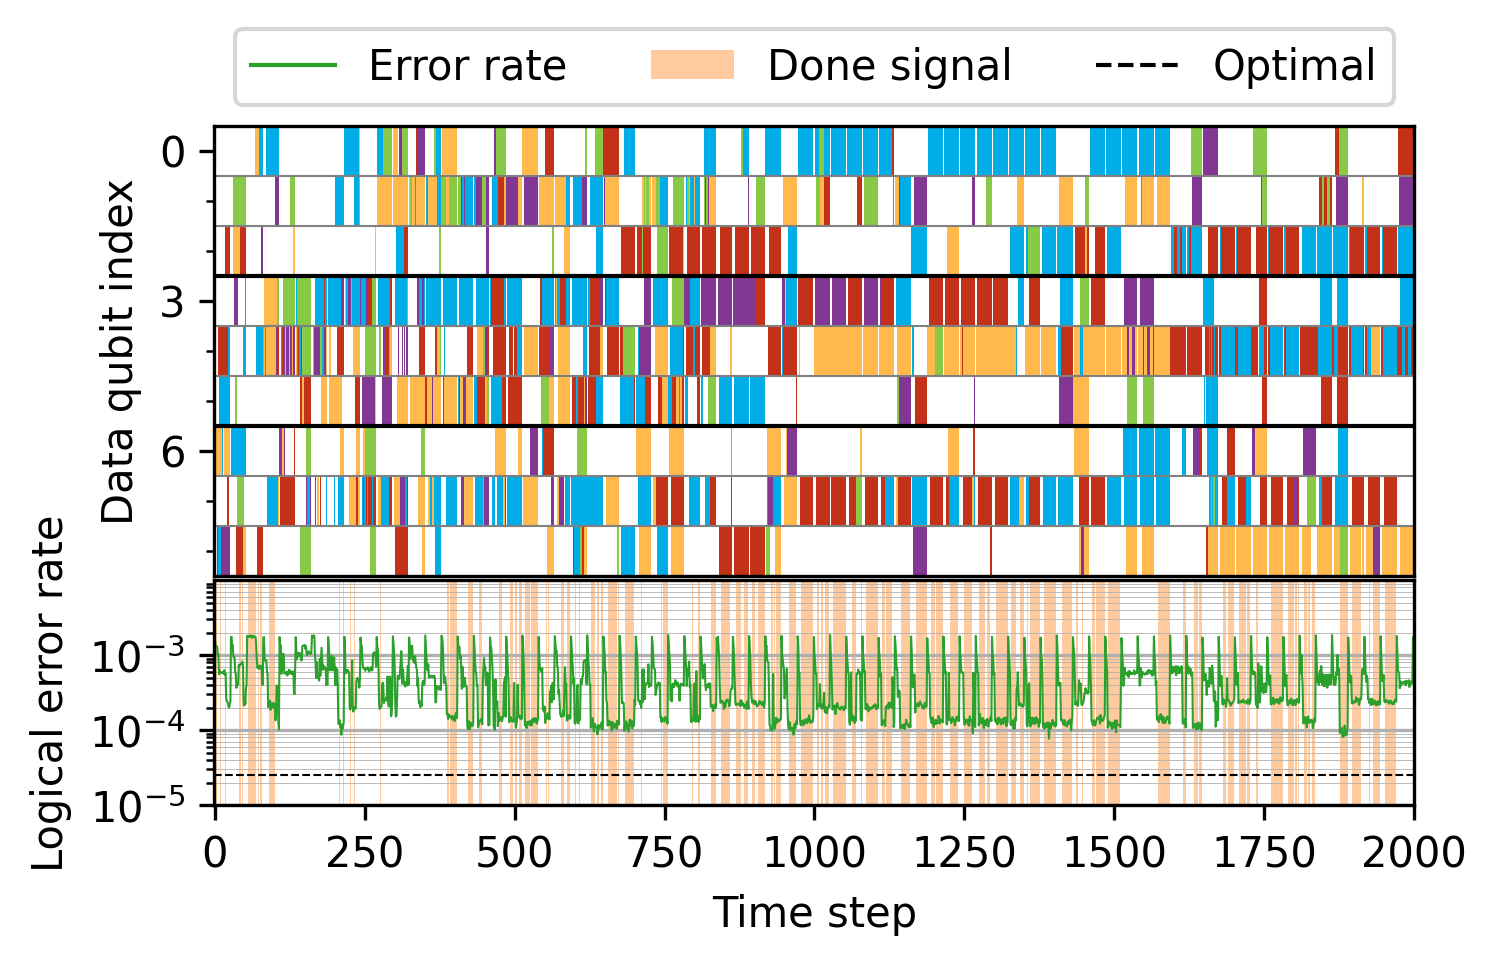 Error rate
Done signal
Optimal
Data qubit index
0
3
6
Logical error rate
10⁻³
10⁻⁴
10⁻⁵
0 250 500 750 1000 1250 1500 1750 2000
Time step